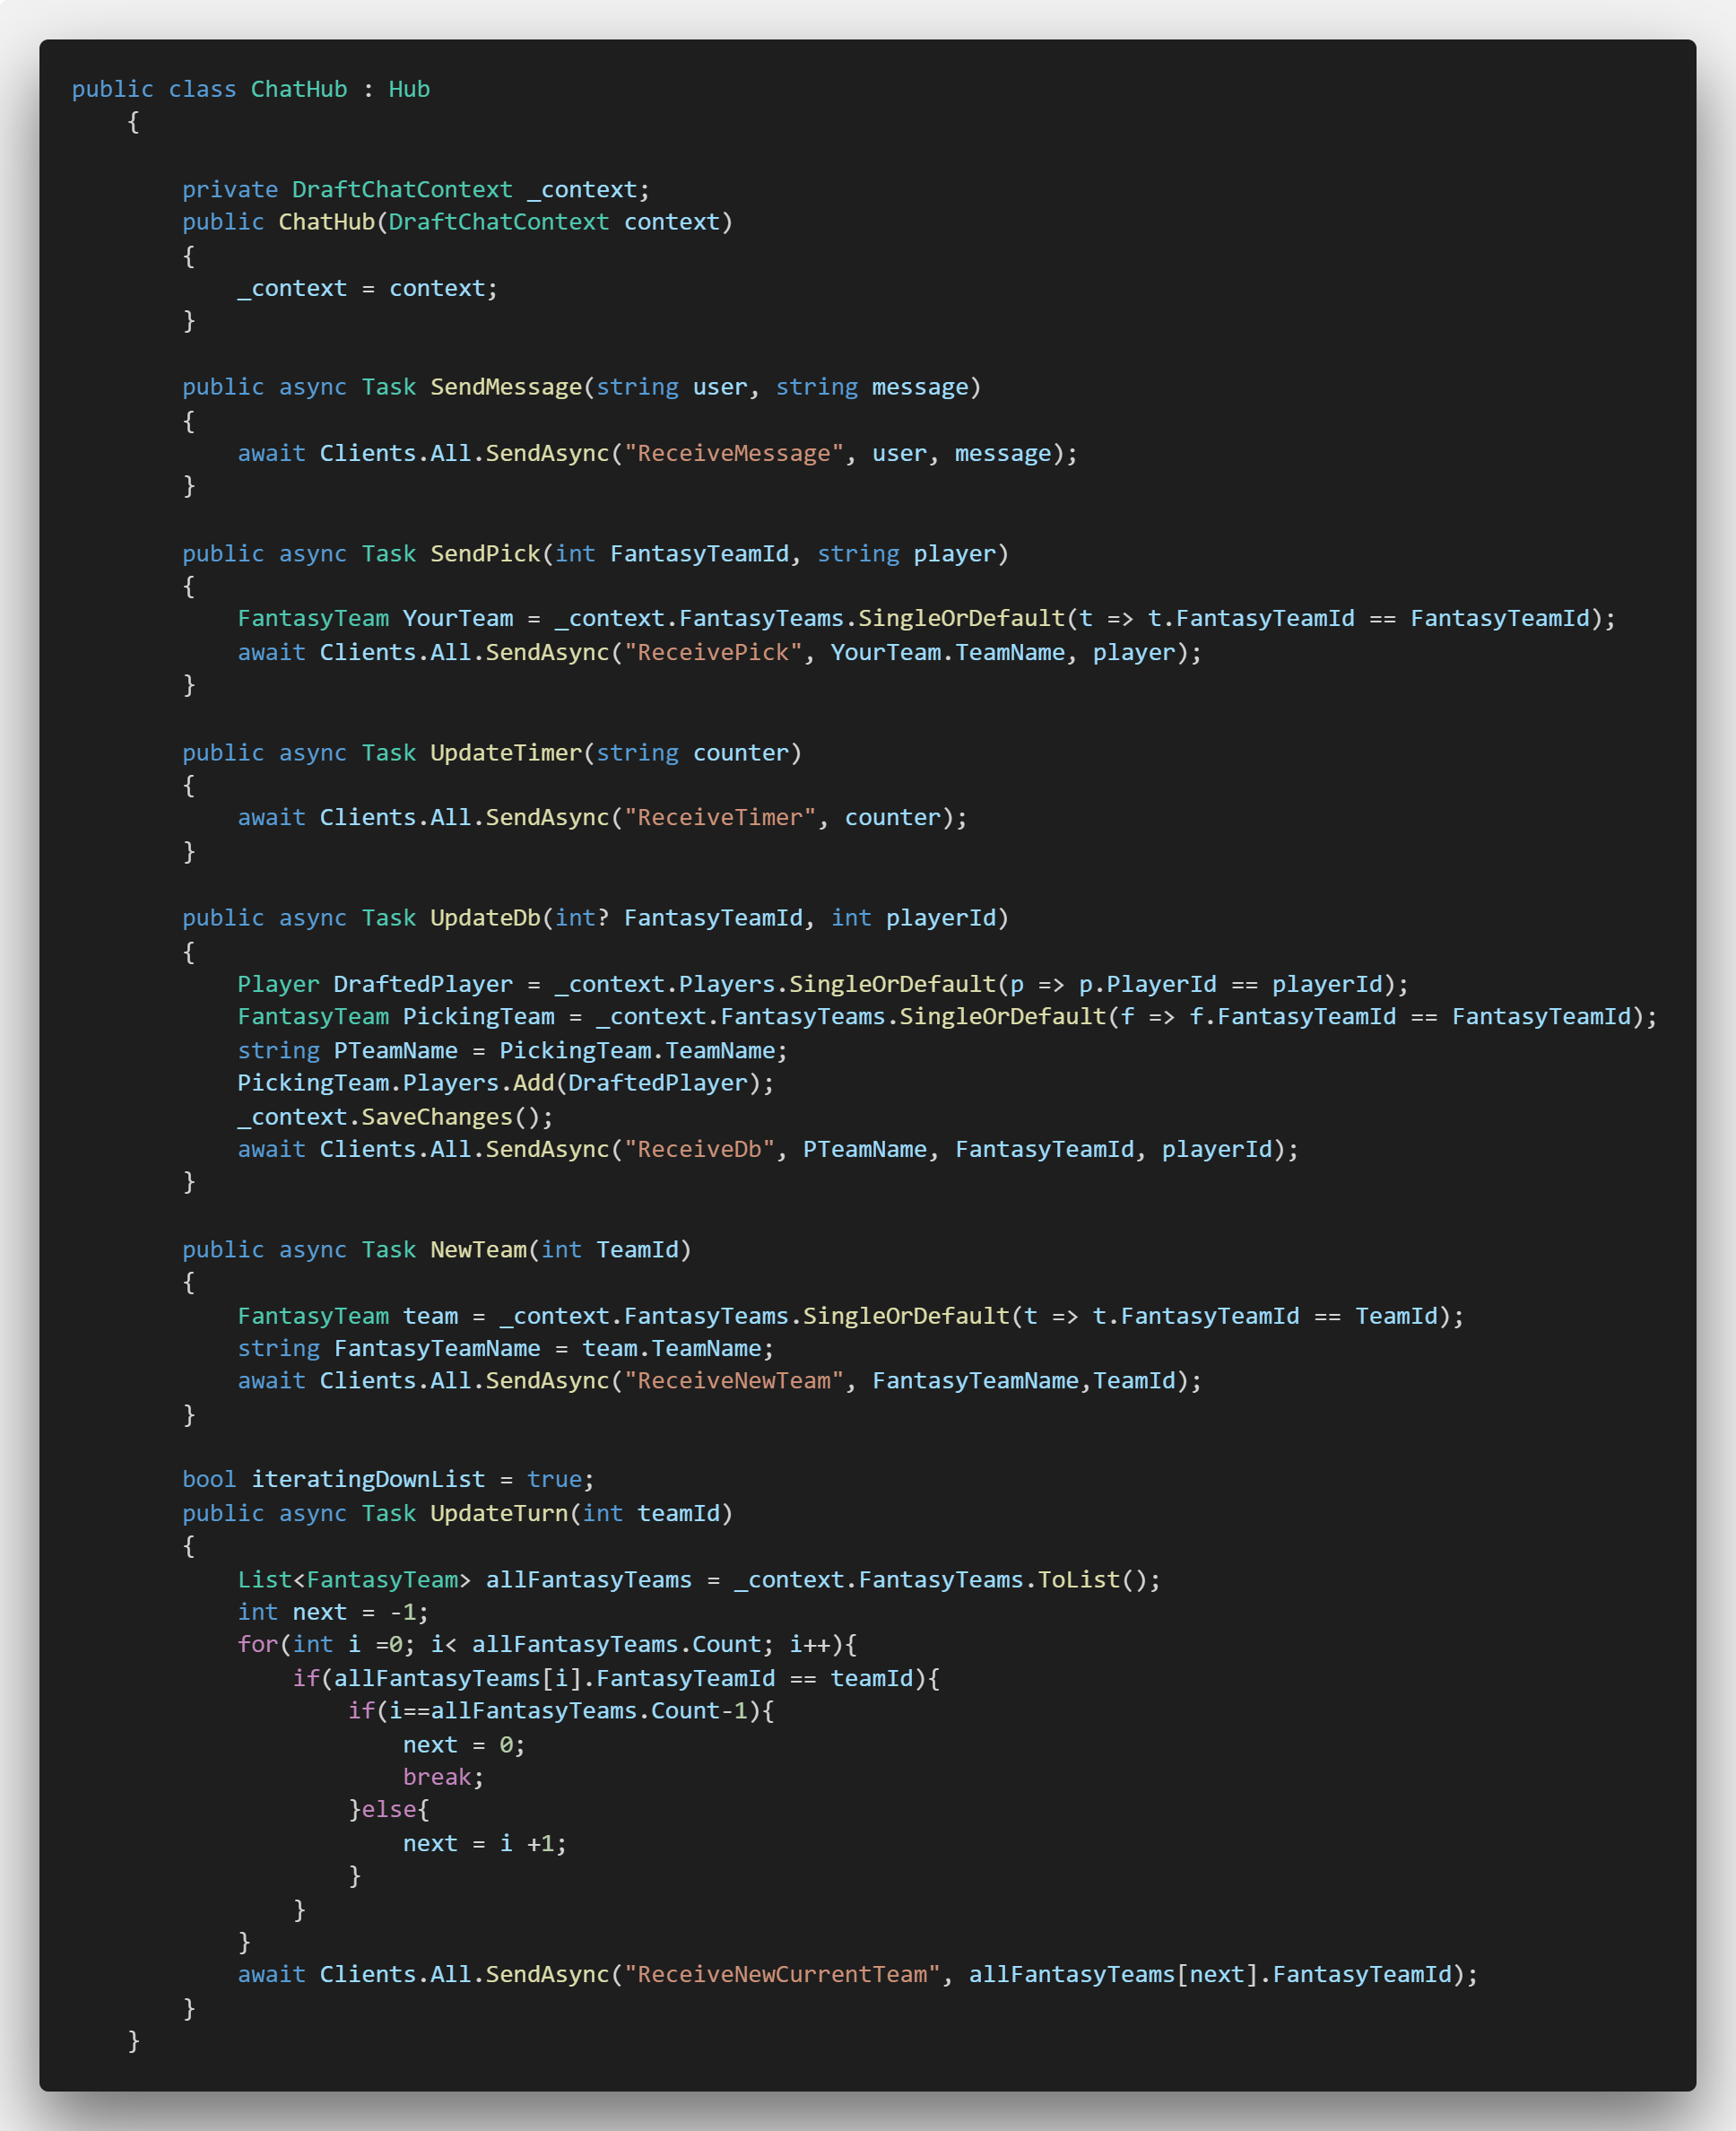 public class ChatHub : Hub
    {

        private DraftChatContext _context;
        public ChatHub(DraftChatContext context)
        {
            _context = context;
        }

        public async Task SendMessage(string user, string message)
        {
            await Clients.All.SendAsync("ReceiveMessage", user, message);
        }

        public async Task SendPick(int FantasyTeamId, string player)
        {
            FantasyTeam YourTeam = _context.FantasyTeams.SingleOrDefault(t => t.FantasyTeamId == FantasyTeamId);
            await Clients.All.SendAsync("ReceivePick", YourTeam.TeamName, player);
        }

        public async Task UpdateTimer(string counter)
        {
            await Clients.All.SendAsync("ReceiveTimer", counter);
        }

        public async Task UpdateDb(int? FantasyTeamId, int playerId)
        {
            Player DraftedPlayer = _context.Players.SingleOrDefault(p => p.PlayerId == playerId);
            FantasyTeam PickingTeam = _context.FantasyTeams.SingleOrDefault(f => f.FantasyTeamId == FantasyTeamId);
            string PTeamName = PickingTeam.TeamName;
            PickingTeam.Players.Add(DraftedPlayer);
            _context.SaveChanges();
            await Clients.All.SendAsync("ReceiveDb", PTeamName, FantasyTeamId, playerId);
        }

        public async Task NewTeam(int TeamId)
        {
            FantasyTeam team = _context.FantasyTeams.SingleOrDefault(t => t.FantasyTeamId == TeamId);
            string FantasyTeamName = team.TeamName;
            await Clients.All.SendAsync("ReceiveNewTeam", FantasyTeamName,TeamId);
        }

        bool iteratingDownList = true;
        public async Task UpdateTurn(int teamId)
        {
            List<FantasyTeam> allFantasyTeams = _context.FantasyTeams.ToList();
            int next = -1;
            for(int i =0; i< allFantasyTeams.Count; i++){
                if(allFantasyTeams[i].FantasyTeamId == teamId){
                    if(i==allFantasyTeams.Count-1){
                        next = 0;
                        break;
                    }else{
                        next = i +1;
                    }
                }
            }
            await Clients.All.SendAsync("ReceiveNewCurrentTeam", allFantasyTeams[next].FantasyTeamId);
        }
    }